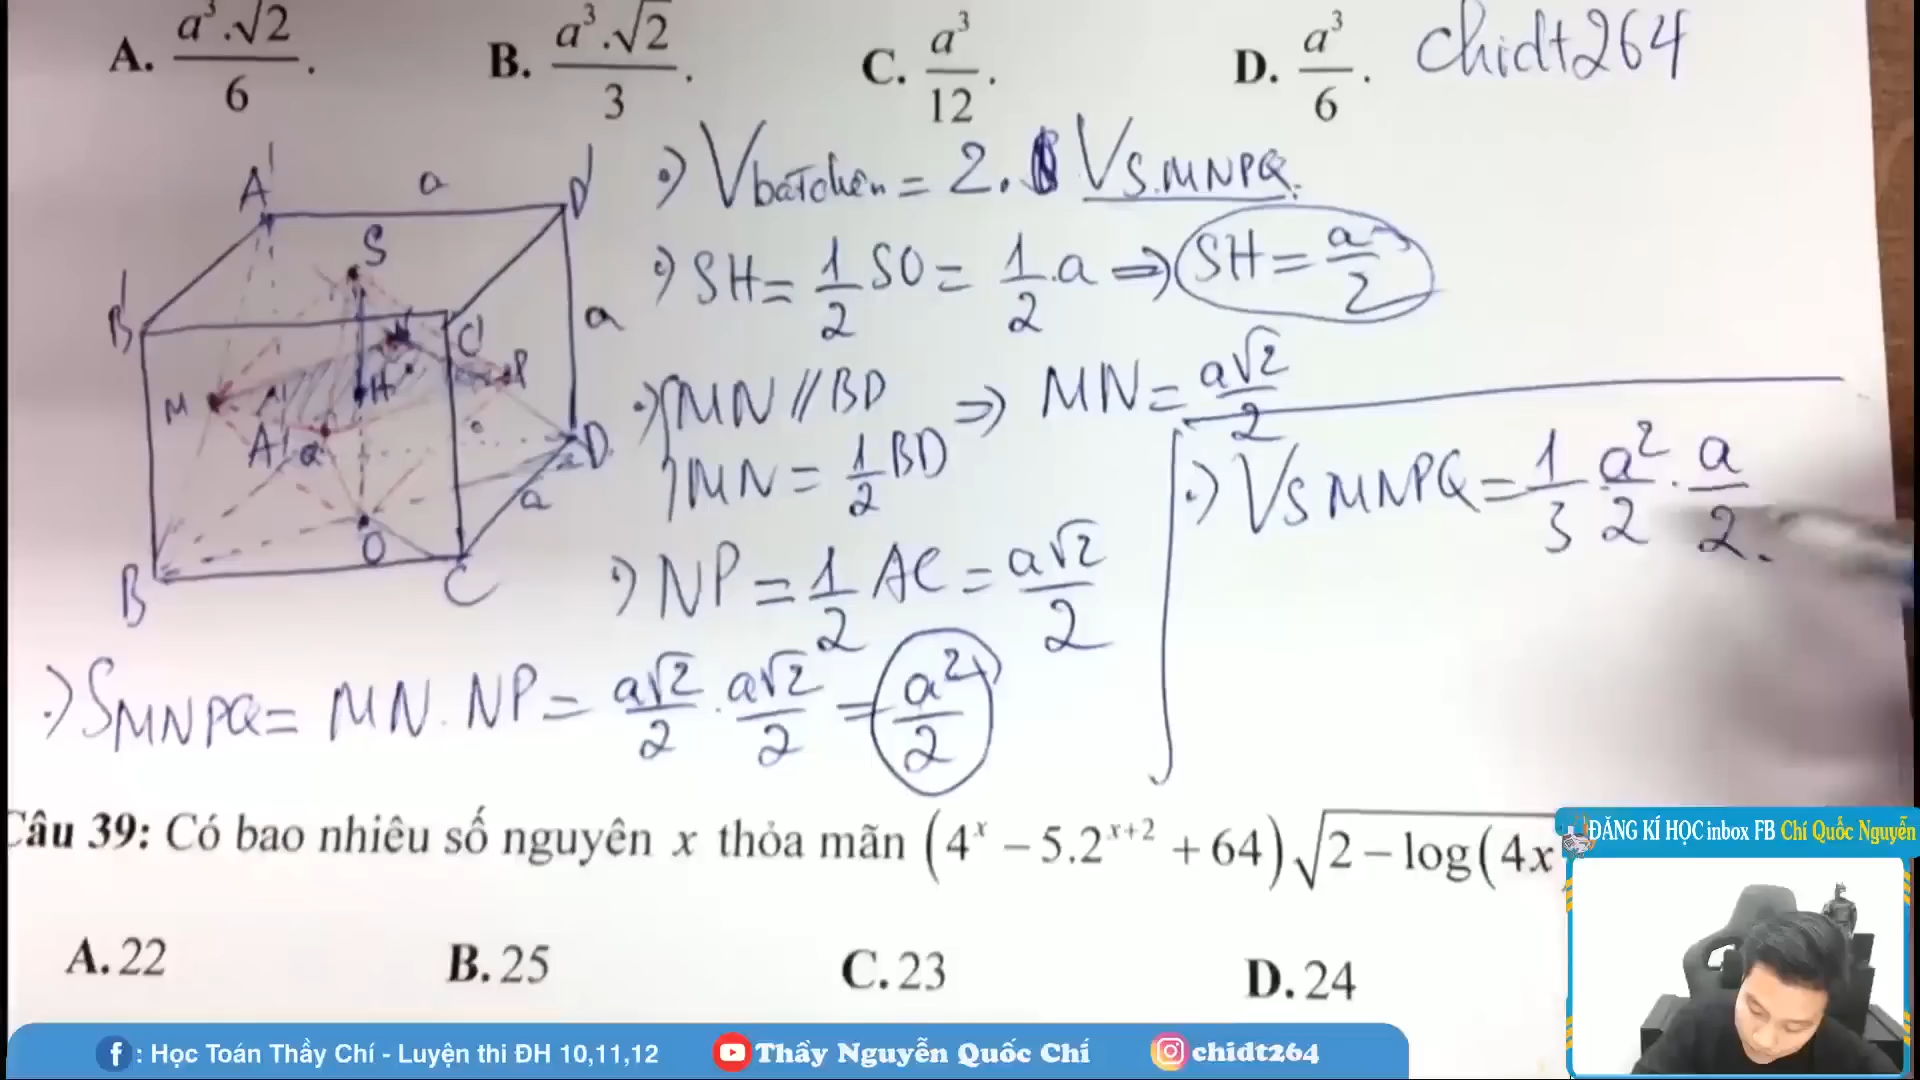 A. a³.√2/6. B. a³.√2/3. C. a³/12. D. a³/6. chidt264
A' a D'
S
B' C' a
M N H P
A' Q D
a
O
B C
•) V bát diện = 2. V S.MNPQ.
•) SH = 1/2 SO = 1/2 . a ⇒ SH = a/2
•) MN // BD
MN = 1/2 BD ⇒ MN = a√2/2
•) NP = 1/2 AC = a√2/2
•) S MNPQ = MN . NP = a√2/2 . a√2/2 = a²/2
•) V S MNPQ = 1/3 a²/2 . a/2 .
Câu 39: Có bao nhiêu số nguyên x thỏa mãn (4^x − 5.2^(x+2) + 64)√2 − log(4x
A. 22 B. 25 C. 23 D. 24
ĐĂNG KÍ HỌC inbox FB Chí Quốc Nguyễn
: Học Toán Thầy Chí - Luyện thi ĐH 10,11,12 Thầy Nguyễn Quốc Chí chidt264